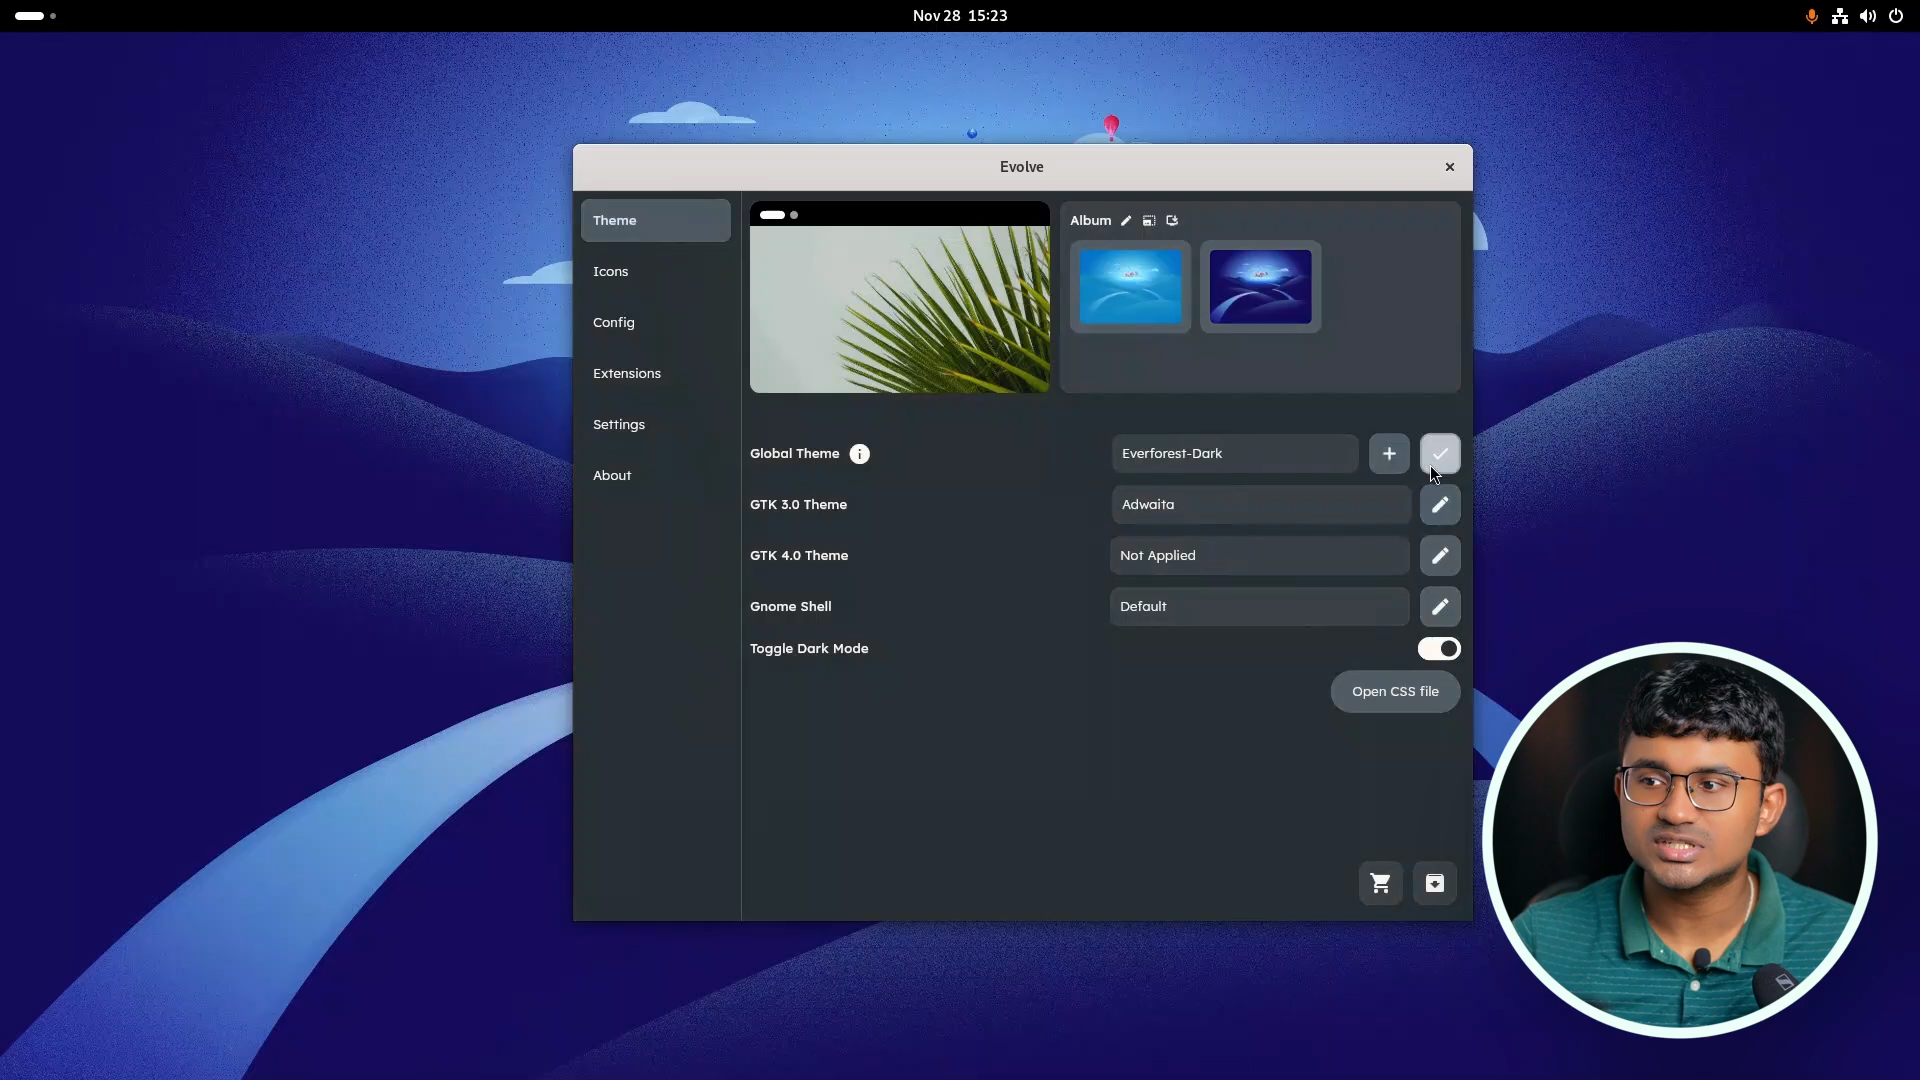 Nov 28 15:23
Evolve
Theme
Icons
Config
Extensions
Settings
About
Album
Global Theme
Everforest-Dark
GTK 3.0 Theme
Adwaita
GTK 4.0 Theme
Not Applied
Gnome Shell
Default
Toggle Dark Mode
Open CSS file